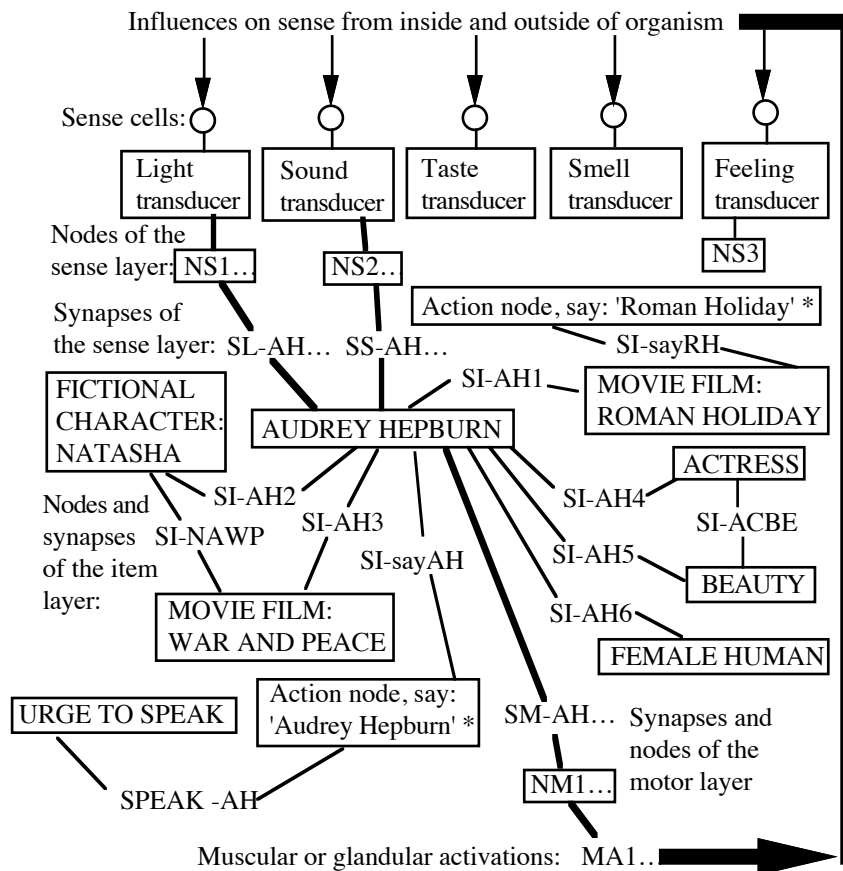 Influences on sense from inside and outside of organism
Sense cells:
Light transducer
Sound transducer
Taste transducer
Smell transducer
Feeling transducer
Nodes of the
sense layer:
NS1…
NS2…
NS3
Action node, say: 'Roman Holiday' *
Synapses of
the sense layer:
SL-AH…
SS-AH…
SI-sayRH
SI-AH1
MOVIE FILM:
ROMAN HOLIDAY
FICTIONAL
CHARACTER:
NATASHA
AUDREY HEPBURN
ACTRESS
SI-AH2
SI-AH4
Nodes and
synapses
of the item
layer:
SI-NAWP
SI-AH3
SI-ACBE
SI-sayAH
SI-AH5
BEAUTY
MOVIE FILM:
WAR AND PEACE
SI-AH6
FEMALE HUMAN
URGE TO SPEAK
Action node, say:
'Audrey Hepburn' *
SM-AH…
Synapses and
nodes of the
motor layer
NM1…
SPEAK -AH
Muscular or glandular activations:
MA1…